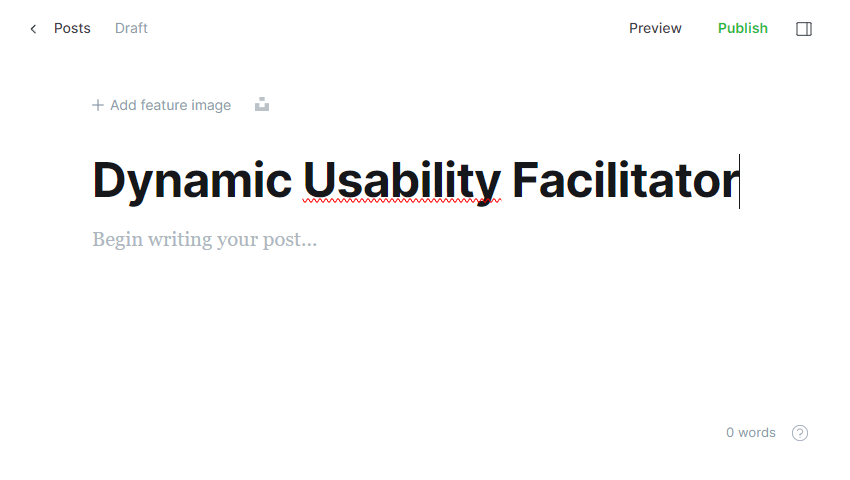 Posts Draft Preview Publish
Add feature image
Dynamic Usability Facilitator
Begin writing your post...
0 words